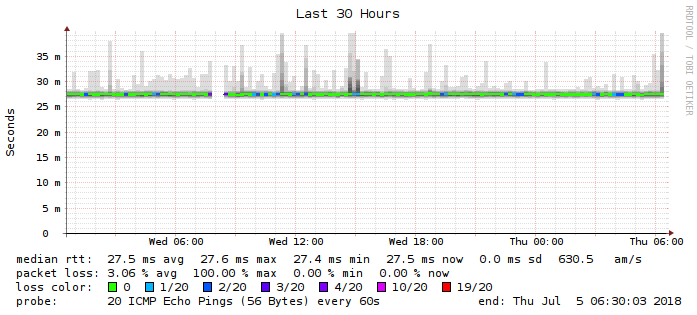 Last 30 Hours
RRDTOOL / TOBI OETIKER
Seconds
35 m
30 m
25 m
20 m
15 m
10 m
5 m
0
Wed 06:00 Wed 12:00 Wed 18:00 Thu 00:00 Thu 06:00
median rtt: 27.5 ms avg 27.6 ms max 27.4 ms min 27.5 ms now 0.0 ms sd 630.5 am/s
packet loss: 3.06 % avg 100.00 % max 0.00 % min 0.00 % now
loss color: 0 1/20 2/20 3/20 4/20 10/20 19/20
probe: 20 ICMP Echo Pings (56 Bytes) every 60s end: Thu Jul 5 06:30:03 2018